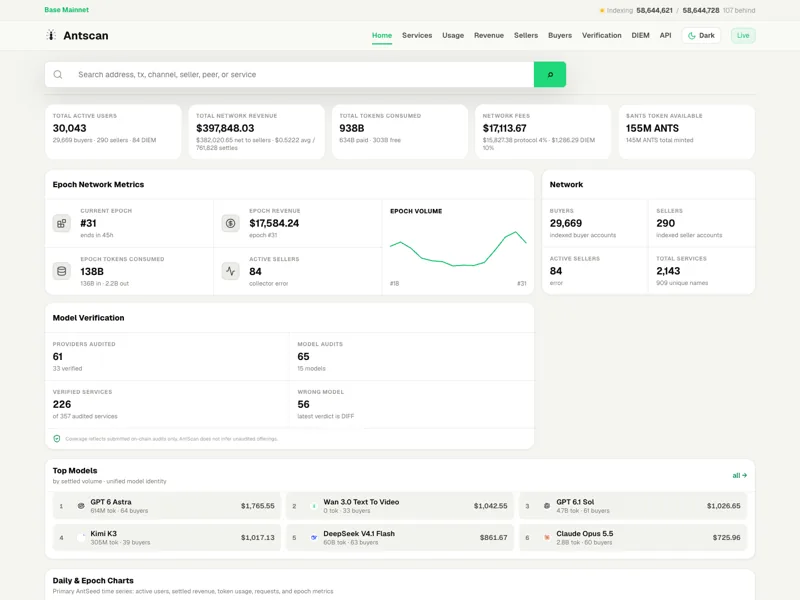 Base Mainnet
Indexing 58,644,621 / 58,644,728 107 behind
Antscan
Home Services Usage Revenue Sellers Buyers Verification DIEM API Dark Live
Search address, tx, channel, seller, peer, or service
TOTAL ACTIVE USERS
30,043
29,669 buyers · 290 sellers · 84 DIEM
TOTAL NETWORK REVENUE
$397,848.03
$382,020.65 net to sellers · $0.5222 avg /
761,828 settles
TOTAL TOKENS CONSUMED
938B
634B paid · 303B free
NETWORK FEES
$17,113.67
$15,827.38 protocol 4% · $1,286.29 DIEM
10%
$ANTS TOKEN AVAILABLE
155M ANTS
145M ANTS total minted
Epoch Network Metrics
CURRENT EPOCH
#31
ends in 45h
EPOCH REVENUE
$17,584.24
epoch #31
EPOCH TOKENS CONSUMED
138B
136B in · 2.2B out
ACTIVE SELLERS
84
collector error
EPOCH VOLUME
#18 #31
Network
BUYERS
29,669
indexed buyer accounts
SELLERS
290
indexed seller accounts
ACTIVE SELLERS
84
error
TOTAL SERVICES
2,143
909 unique names
Model Verification
PROVIDERS AUDITED
61
33 verified
MODEL AUDITS
65
15 models
VERIFIED SERVICES
226
of 357 audited services
WRONG MODEL
56
latest verdict is DIFF
Coverage reflects submitted on-chain audits only. AntScan does not infer unaudited offerings.
Top Models
by settled volume · unified model identity
all →
1 GPT 6 Astra $1,765.55
614M tok · 64 buyers
2 Wan 3.0 Text To Video $1,042.55
0 tok · 33 buyers
3 GPT 6.1 Sol $1,026.65
4.7B tok · 61 buyers
4 Kimi K3 $1,017.13
305M tok · 39 buyers
5 DeepSeek V4.1 Flash $861.67
60B tok · 63 buyers
6 Claude Opus 5.5 $725.96
2.8B tok · 60 buyers
Daily & Epoch Charts
Primary AntSeed time series: active users, settled revenue, token usage, requests, and epoch metrics